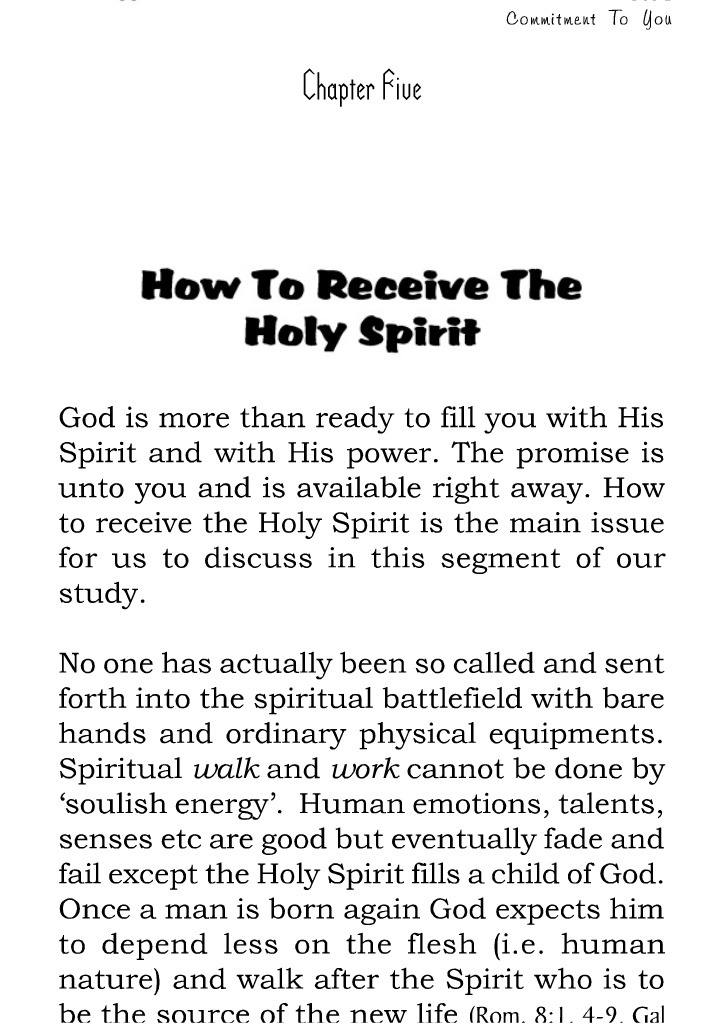 Commitment To You
Chapter Five
How To Receive The
Holy Spirit
God is more than ready to fill you with His
Spirit and with His power. The promise is
unto you and is available right away. How
to receive the Holy Spirit is the main issue
for us to discuss in this segment of our
study.
No one has actually been so called and sent
forth into the spiritual battlefield with bare
hands and ordinary physical equipments.
Spiritual walk and work cannot be done by
‘soulish energy’.  Human emotions, talents,
senses etc are good but eventually fade and
fail except the Holy Spirit fills a child of God.
Once a man is born again God expects him
to depend less on the flesh (i.e. human
nature) and walk after the Spirit who is to
be the source of the new life (Rom. 8:1, 4-9, Gal